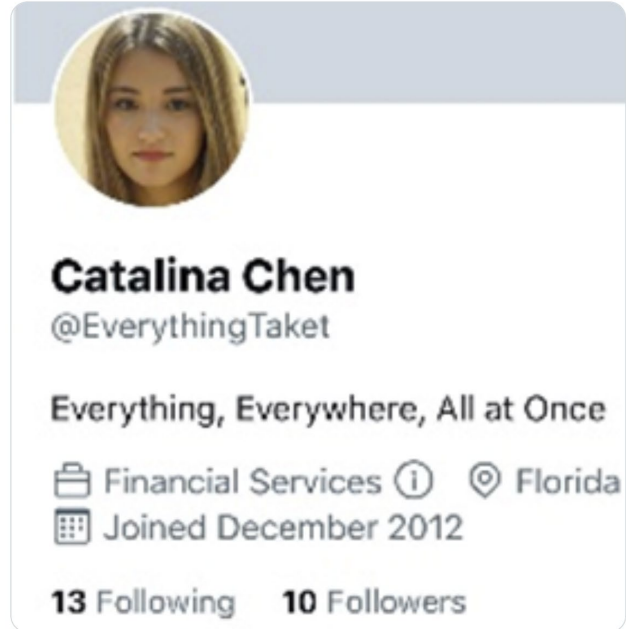 Catalina Chen
@EverythingTaket
Everything, Everywhere, All at Once
Financial Services Florida
Joined December 2012
13 Following 10 Followers